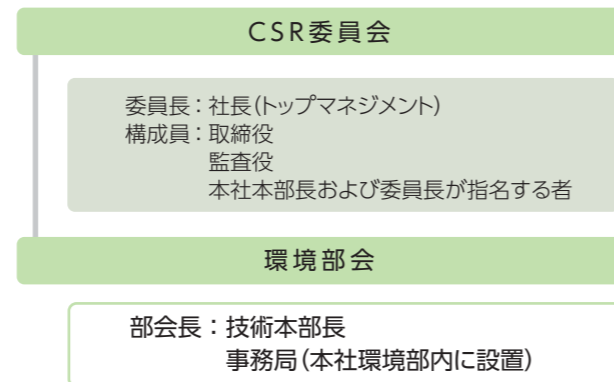 CSR委員会
委員長：社長(トップマネジメント)
構成員：取締役
監査役
本社本部長および委員長が指名する者
環境部会
部会長：技術本部長
事務局(本社環境部内に設置)